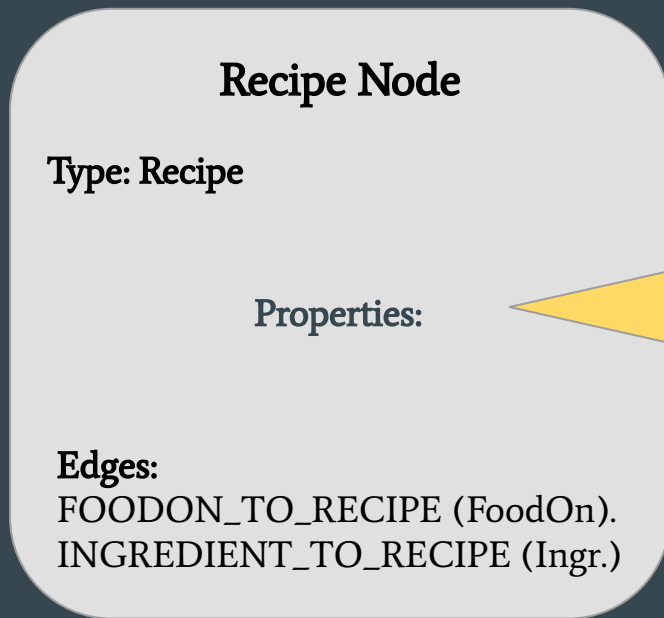 Recipe Node
Type: Recipe
Properties:
Edges:
FOODON_TO_RECIPE (FoodOn).
INGREDIENT_TO_RECIPE (Ingr.)